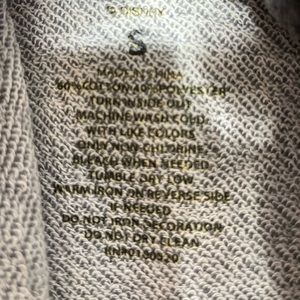 © DISNEY
S
MADE IN CHINA
60% COTTON 40% POLYESTER
TURN INSIDE OUT
MACHINE WASH COLD
WITH LIKE COLORS
ONLY NON-CHLORINE
BLEACH WHEN NEEDED
TUMBLE DRY LOW
WARM IRON ON REVERSE SIDE
IF NEEDED
DO NOT IRON DECORATION
DO NOT DRY CLEAN